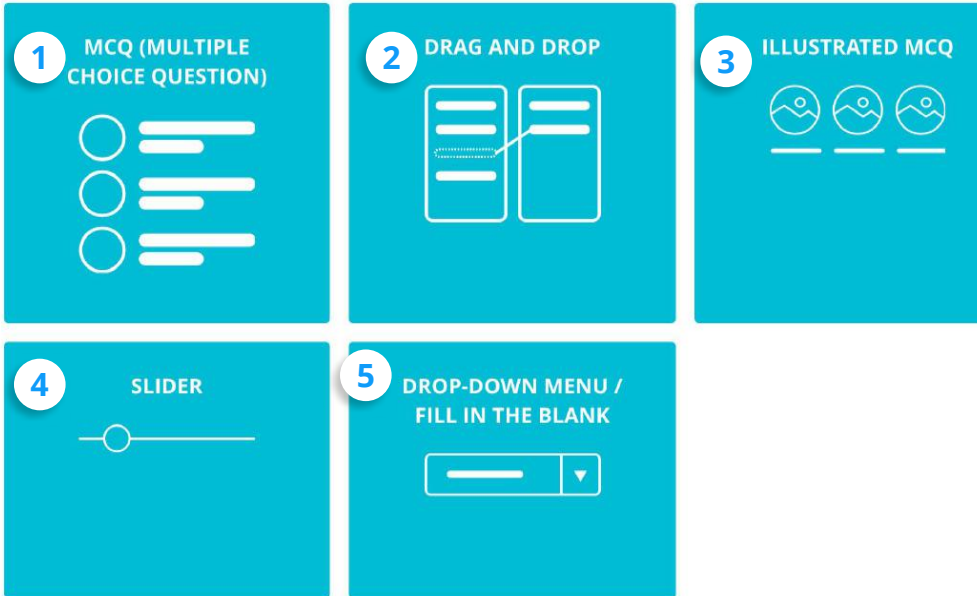 1
MCQ (MULTIPLE
CHOICE QUESTION)
2
DRAG AND DROP
3
ILLUSTRATED MCQ
4
SLIDER
5
DROP-DOWN MENU /
FILL IN THE BLANK